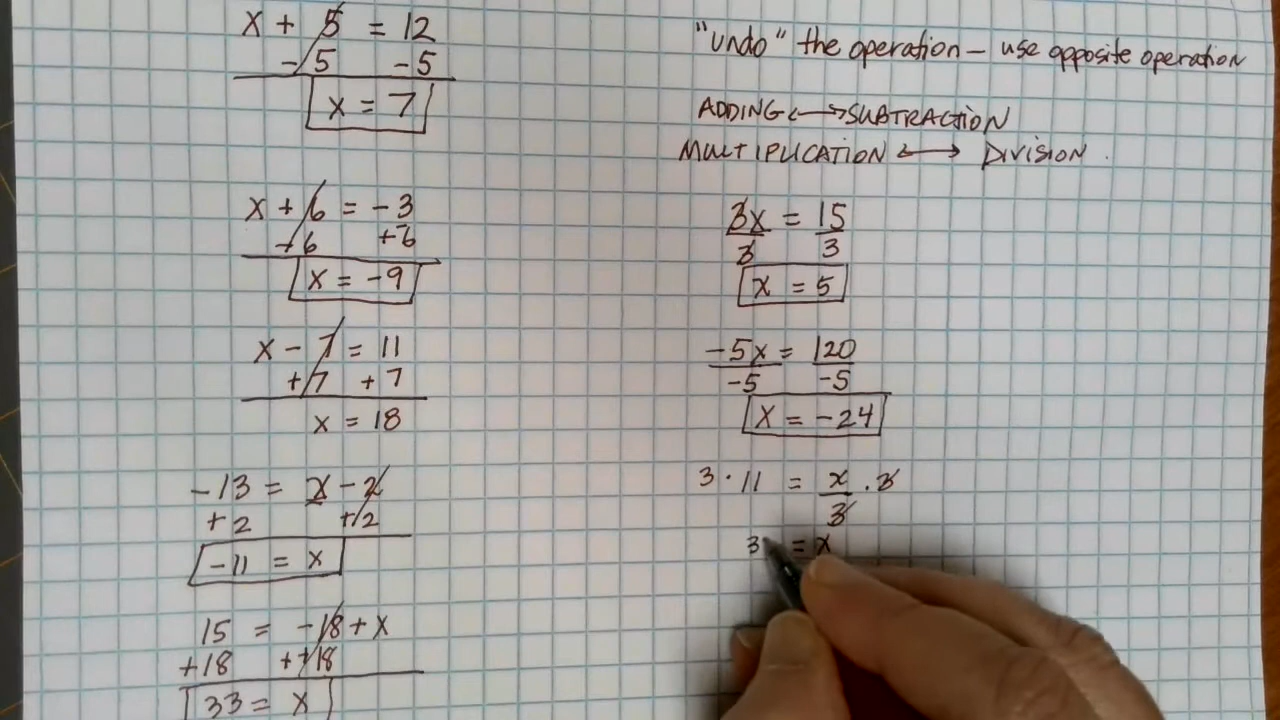 x + 5 = 12
-5 -5
x = 7
x + 6 = -3
+6 +6
x = -9
x - 7 = 11
+7 +7
x = 18
-13 = x - 2
+2 +2
-11 = x
15 = -18 + x
+18 +18
33 = x
"undo" the operation – use opposite operation
ADDING ↔ SUBTRACTION
MULTIPLICATION ↔ DIVISION
3x = 15
3 3
x = 5
-5x = 120
-5 -5
x = -24
3 · 11 = x · 3
3
3 = x